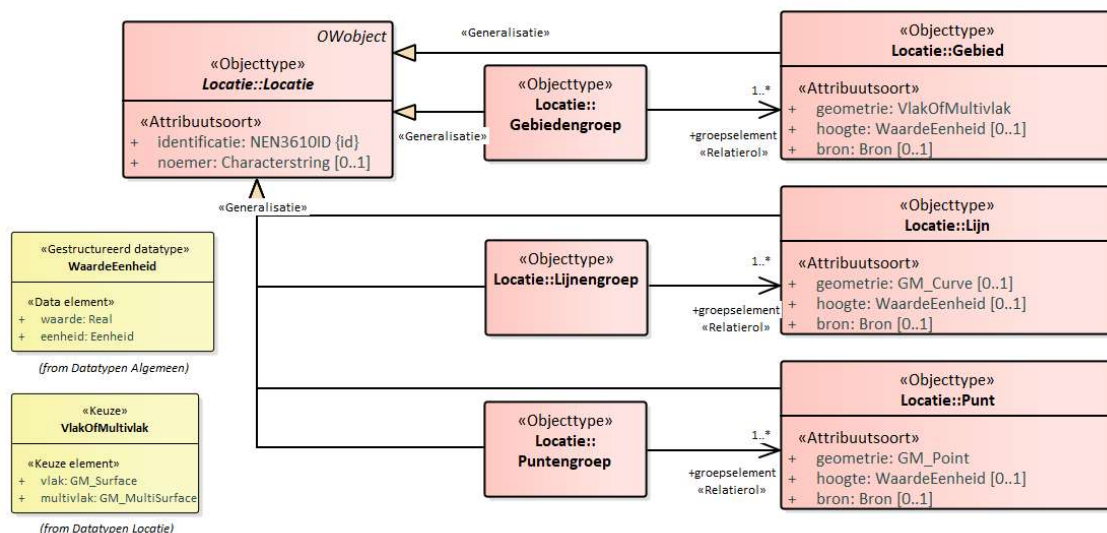 OWobject
«Objecttype»
Locatie::Locatie
«Attribuutsoort»
+ identificatie: NEN3610ID {id}
+ noemer: Characterstring [0..1]
«Generalisatie»
«Objecttype»
Locatie::Gebied
«Attribuutsoort»
+ geometrie: VlakOfMultivlak
+ hoogte: WaardeEenheid [0..1]
+ bron: Bron [0..1]
«Generalisatie»
«Objecttype»
Locatie::
Gebiedengroep
1..*
+groepselement
«Relatierol»
«Generalisatie»
«Objecttype»
Locatie::Lijn
«Attribuutsoort»
+ geometrie: GM_Curve [0..1]
+ hoogte: WaardeEenheid [0..1]
+ bron: Bron [0..1]
«Objecttype»
Locatie::Lijnengroep
1..*
+groepselement
«Relatierol»
«Gestructureerd datatype»
WaardeEenheid
«Data element»
+ waarde: Real
+ eenheid: Eenheid
(from Datatypen Algemeen)
«Objecttype»
Locatie::Punt
«Attribuutsoort»
+ geometrie: GM_Point
+ hoogte: WaardeEenheid [0..1]
+ bron: Bron [0..1]
«Objecttype»
Locatie::
Puntengroep
1..*
+groepselement
«Relatierol»
«Keuze»
VlakOfMultivlak
«Keuze element»
+ vlak: GM_Surface
+ multivlak: GM_MultiSurface
(from Datatypen Locatie)